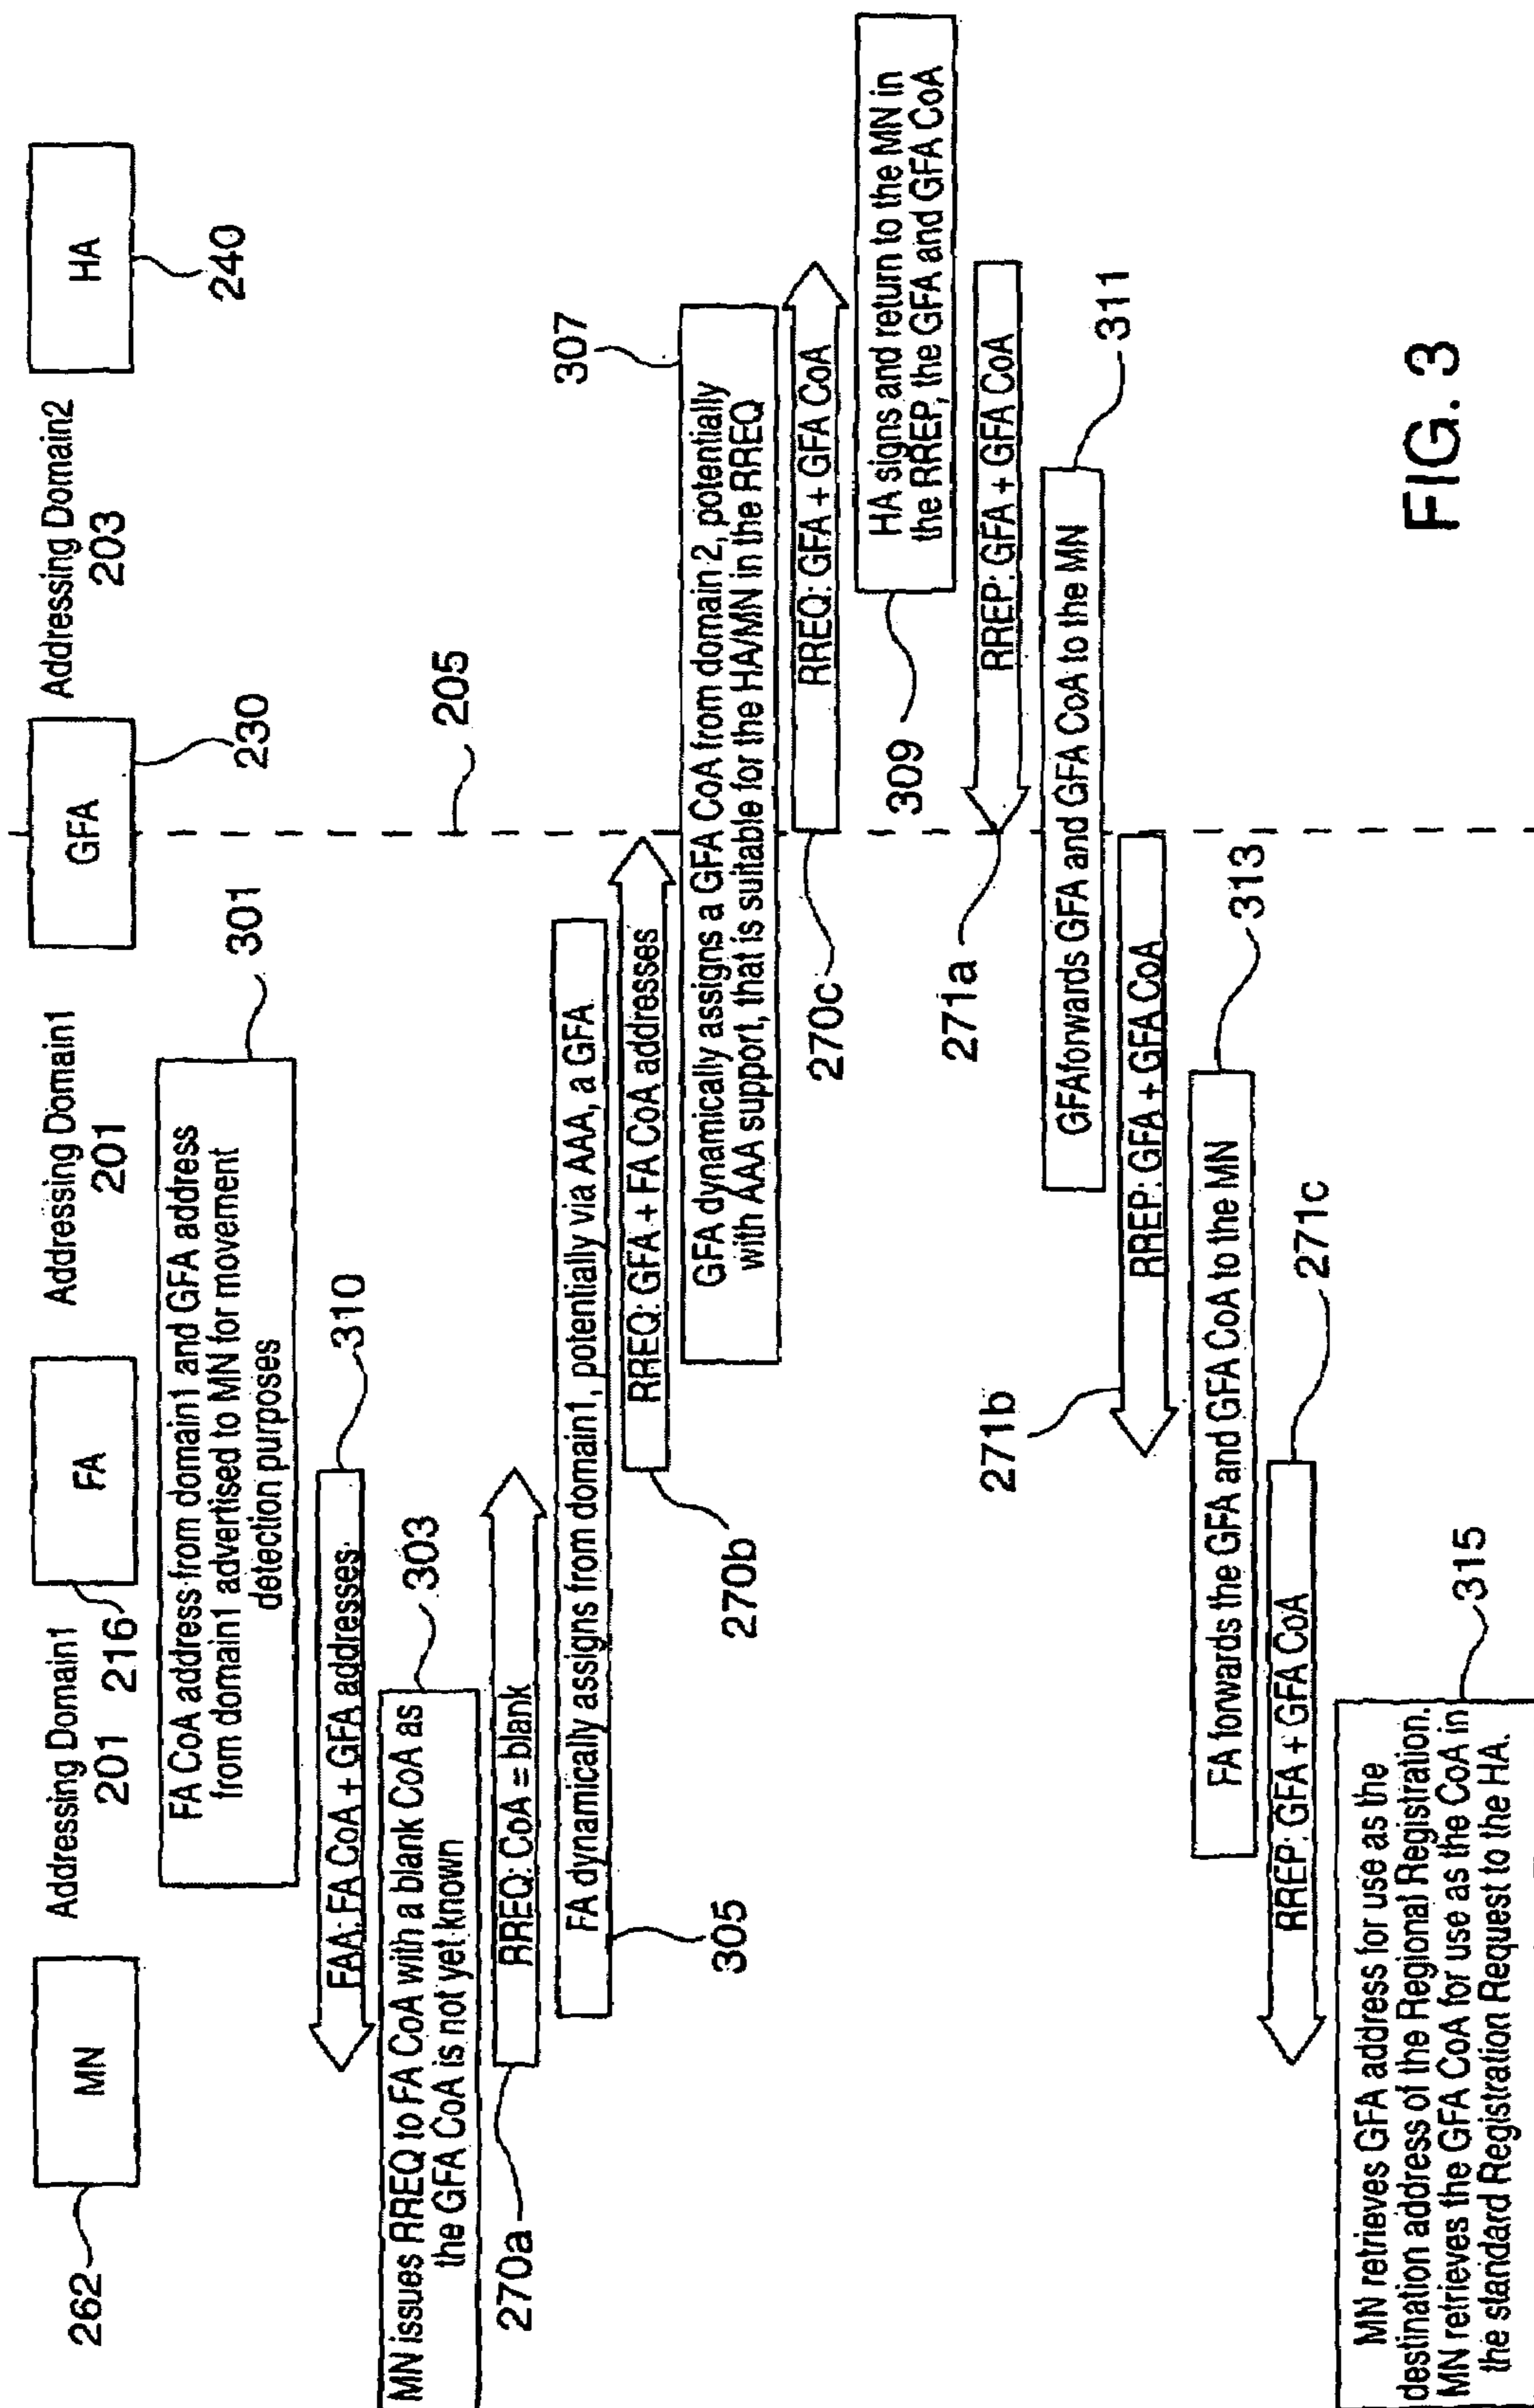 262
MN
Addressing Domain1
201
216
FA
Addressing Domain1
201
GFA
230
Addressing Domain2
203
HA
240
FA CoA address from domain1 and GFA address
from domain1 advertised to MN for movement
detection purposes
301
205
FAA: FA CoA + GFA addresses
310
MN issues RREQ to FA CoA with a blank CoA as
the GFA CoA is not yet known
303
270a
RREQ: CoA = blank
FA dynamically assigns from domain1, potentially via AAA, a GFA
305
RREQ: GFA + FA CoA addresses
270b
307
GFA dynamically assigns a GFA CoA from domain 2, potentially
with AAA support, that is suitable for the HA/MN in the RREQ
RREQ: GFA + GFA CoA
270c
HA signs and return to the MN in
the RREP, the GFA and GFA CoA
309
RREP: GFA + GFA CoA
271a
GFAforwards GFA and GFA CoA to the MN
311
RREP: GFA + GFA CoA
271b
FA forwards the GFA and GFA CoA to the MN
313
RREP: GFA + GFA CoA
271c
MN retrieves GFA address for use as the
destination address of the Regional Registration.
MN retrieves the GFA CoA for use as the CoA in
the standard Registration Request to the HA.
315
FIG. 3